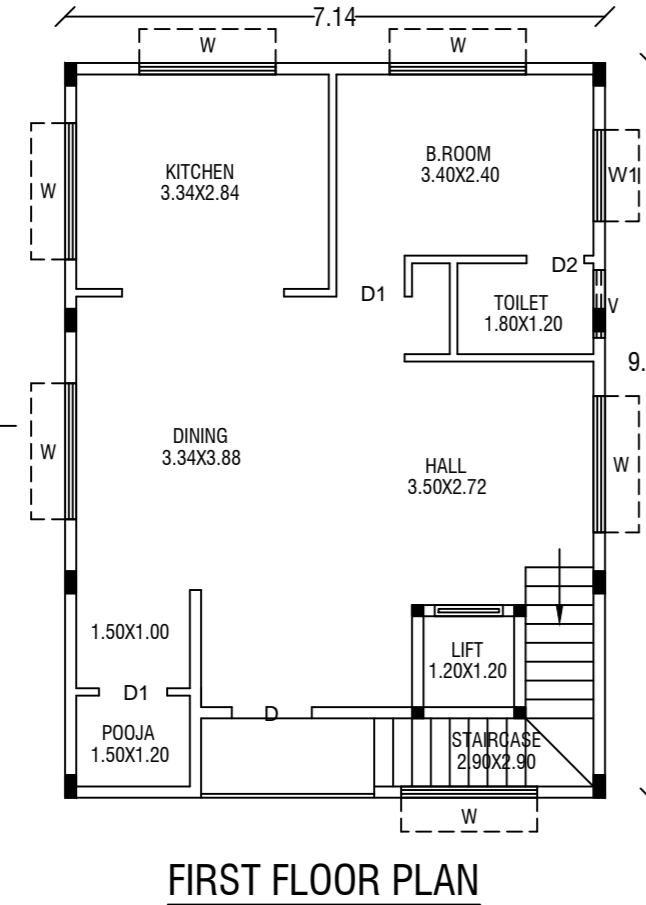 7.14
W
W
KITCHEN
3.34X2.84
B.ROOM
3.40X2.40
W
W1
D2
D1
TOILET
1.80X1.20
V
9.
DINING
3.34X3.88
HALL
3.50X2.72
W
W
1.50X1.00
LIFT
1.20X1.20
D1
D
POOJA
1.50X1.20
STAIRCASE
2.90X2.90
W
FIRST FLOOR PLAN